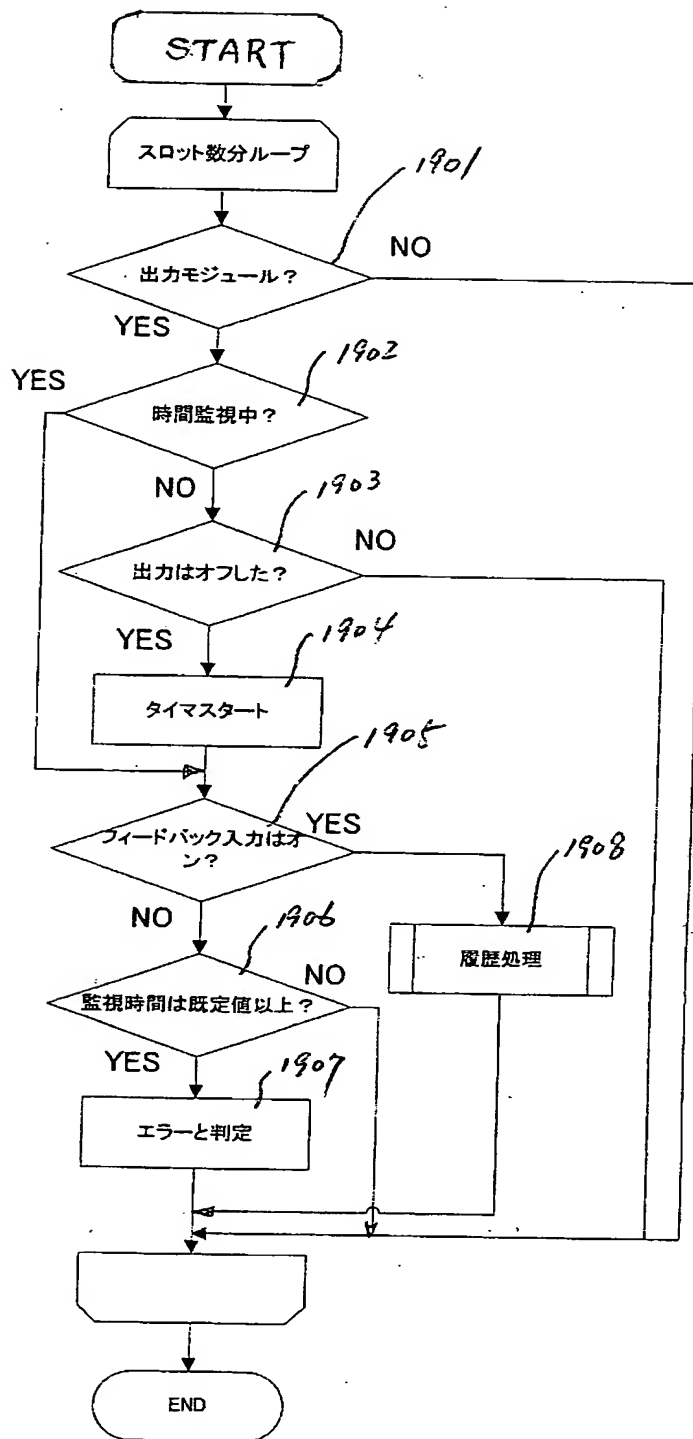 START
スロット数分ループ
1901
出力モジュール?
NO
YES
1902
YES
時間監視中?
NO
1903
出力はオフした?
NO
YES
1904
タイマスタート
1905
フィードバック入力はオ
ン?
YES
1908
NO
1906
履歴処理
監視時間は既定値以上?
NO
YES
1907
エラーと判定
END